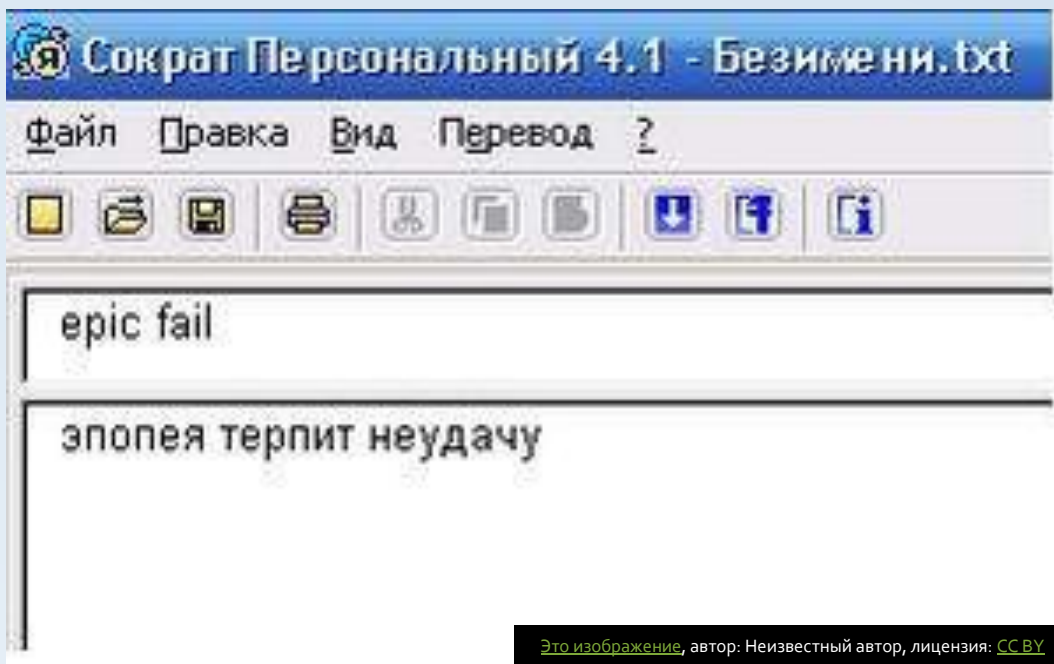 Сократ Персональный 4.1 - Безимени.txt
Файл Правка Вид Перевод ?
epic fail
эпопея терпит неудачу
Это изображение, автор: Неизвестный автор, лицензия: CC BY